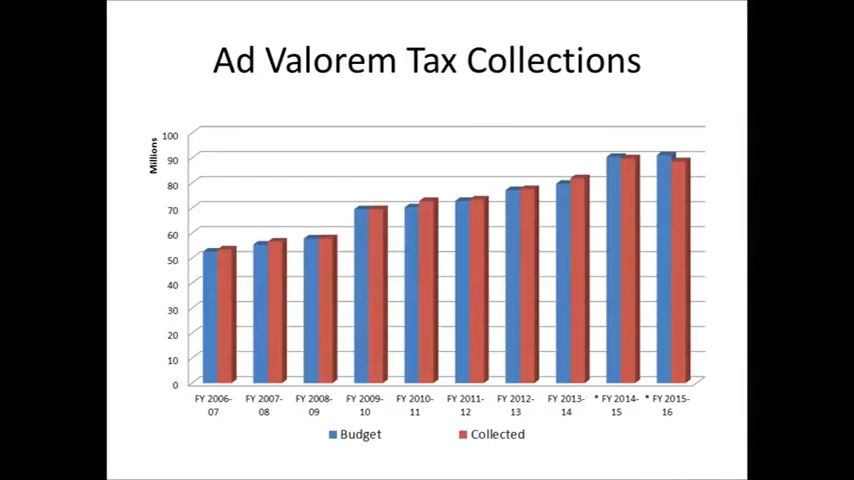 Ad Valorem Tax Collections
Millions
100
90
80
70
60
50
40
30
20
10
0
FY 2006-
07
FY 2007-
08
FY 2008-
09
FY 2009-
10
FY 2010-
11
FY 2011-
12
FY 2012-
13
FY 2013-
14
* FY 2014-
15
* FY 2015-
16
Budget
Collected